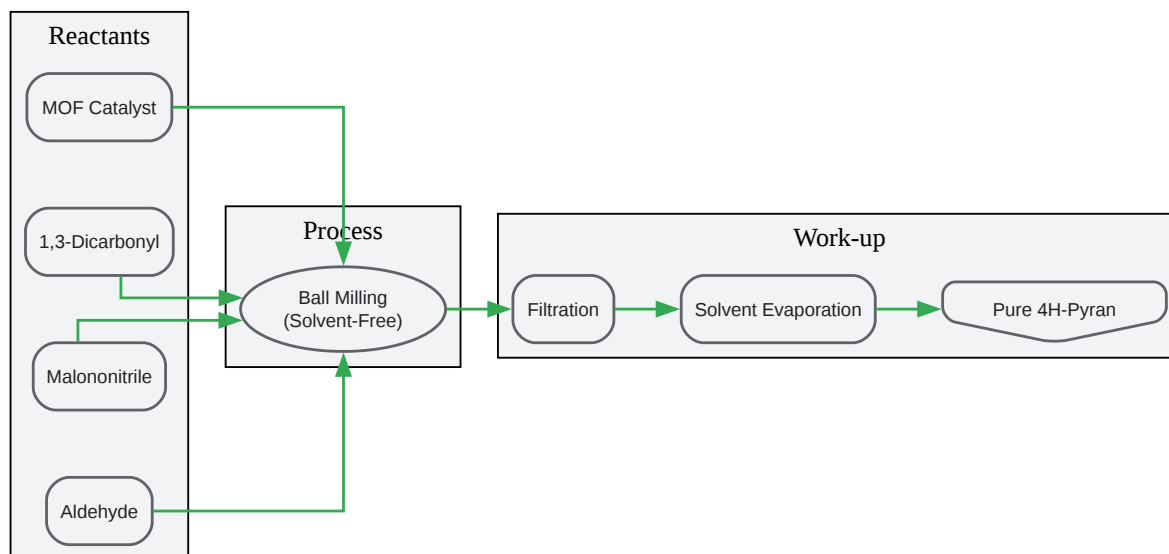 Reactants
MOF Catalyst
1,3-Dicarbonyl
Malononitrile
Aldehyde
Process
Ball Milling
(Solvent-Free)
Work-up
Filtration
Solvent Evaporation
Pure 4H-Pyran